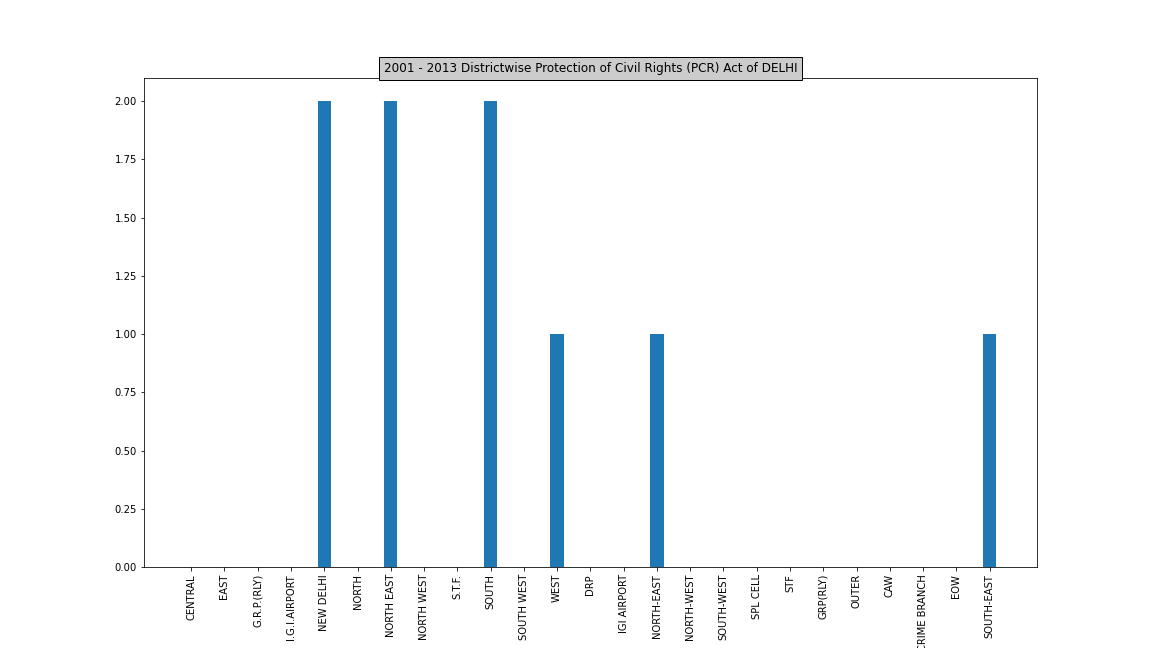 2001 - 2013 Districtwise Protection of Civil Rights (PCR) Act of DELHI
2.00
1.75
1.50
1.25
1.00
0.75
0.50
0.25
0.00
CENTRAL
EAST
G.R.P.(RLY)
I.G.I.AIRPORT
NEW DELHI
NORTH
NORTH EAST
NORTH WEST
S.T.F.
SOUTH
SOUTH WEST
WEST
DRP
IGI AIRPORT
NORTH-EAST
NORTH-WEST
SOUTH-WEST
SPL CELL
STF
GRP(RLY)
OUTER
CAW
CRIME BRANCH
EOW
SOUTH-EAST